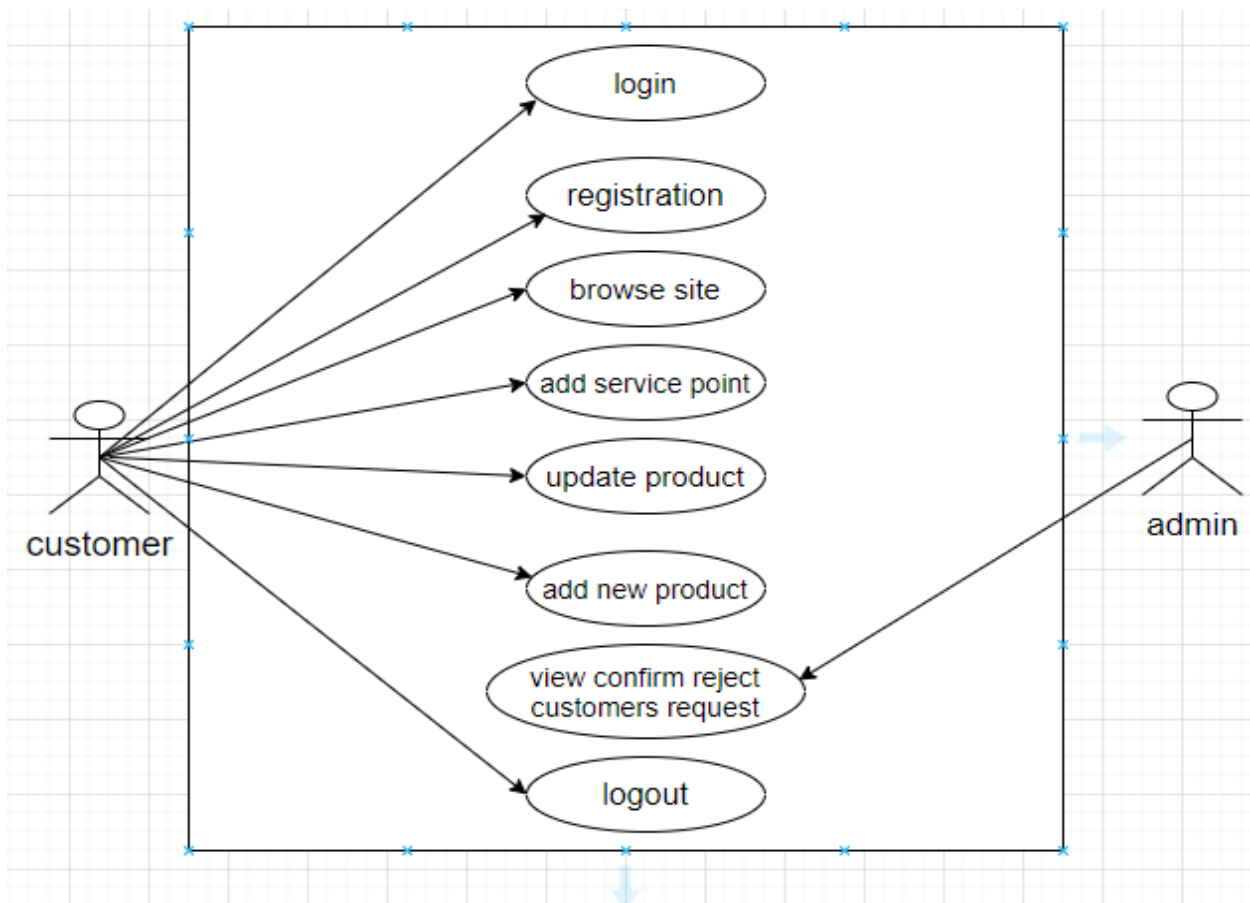 login
registration
browse site
add service point
update product
customer
admin
add new product
view confirm reject
customers request
logout